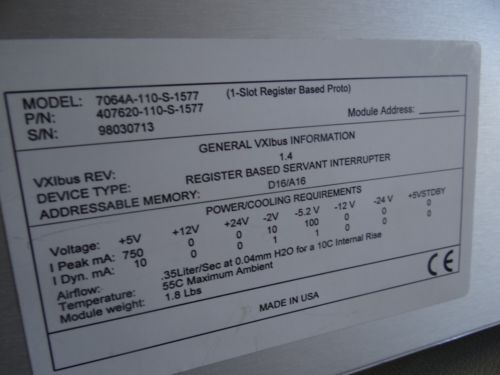 MODEL: 7064A-110-S-1577 (1-Slot Register Based Proto)
P/N: 407620-110-S-1577
S/N: 98030713 Module Address:
GENERAL VXIbus INFORMATION
VXIbus REV: 1.4
DEVICE TYPE: REGISTER BASED SERVANT INTERRUPTER
ADDRESSABLE MEMORY: D16/A16
POWER/COOLING REQUIREMENTS
Voltage: +5V +12V +24V -2V -5.2 V -12 V -24 V +5VSTDBY
I Peak mA: 750 0 0 10 100 0 0 0
I Dyn. mA: 10 0 0 1 1 0 0 0
Airflow: .35Liter/Sec at 0.04mm H2O for a 10C Internal Rise
Temperature: 55C Maximum Ambient
Module weight: 1.8 Lbs
MADE IN USA
CE